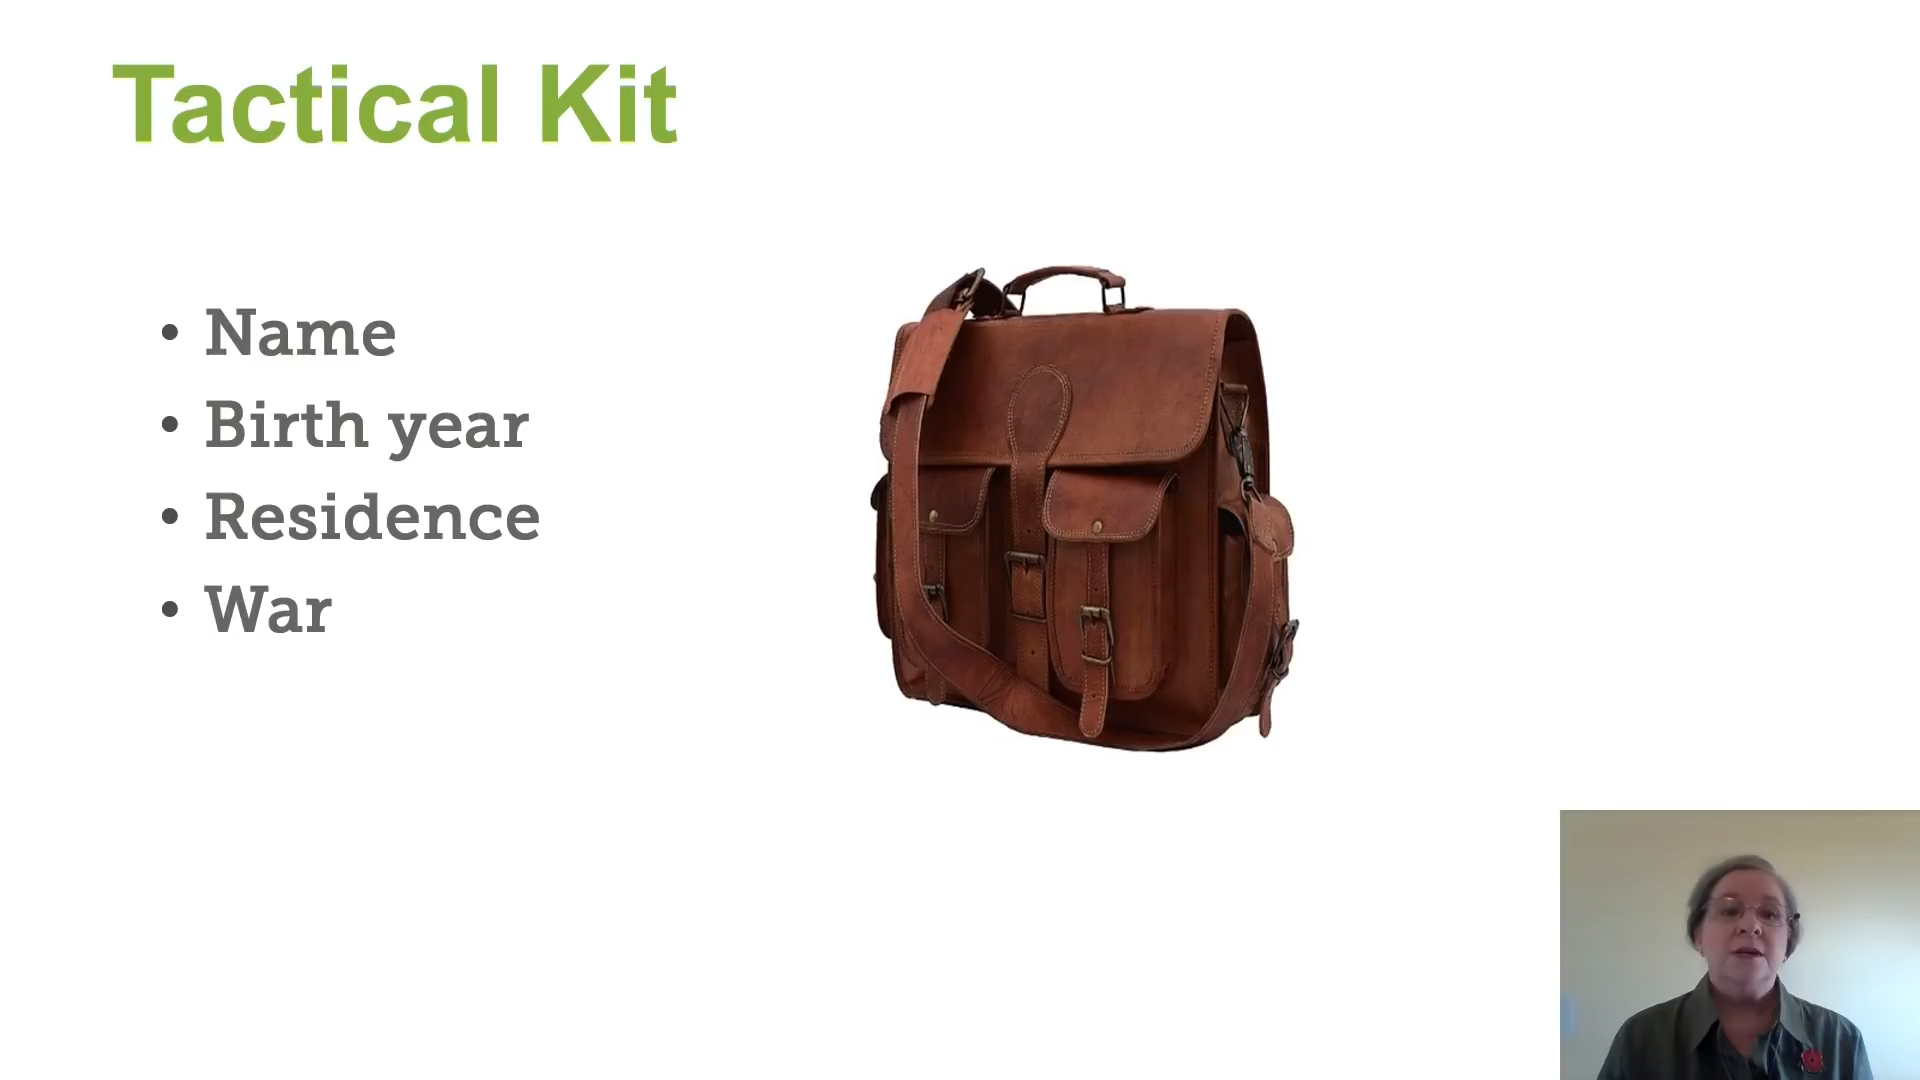 Tactical Kit
• Name
• Birth year
• Residence
• War